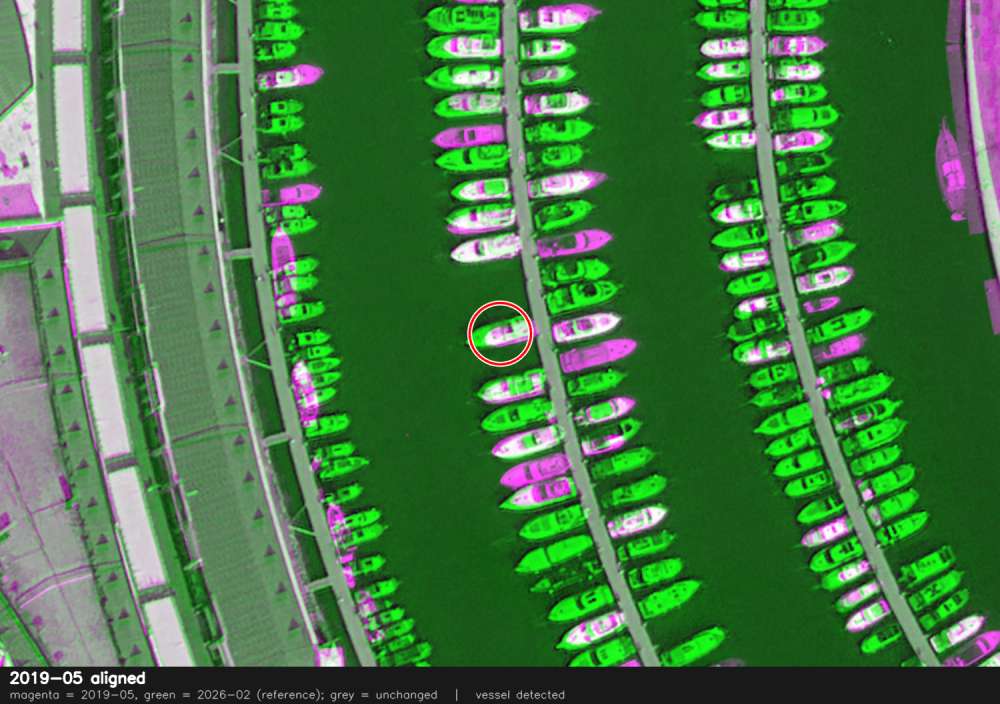 2019-05 aligned
magenta = 2019-05, green = 2026-02 (reference); grey = unchanged | vessel detected